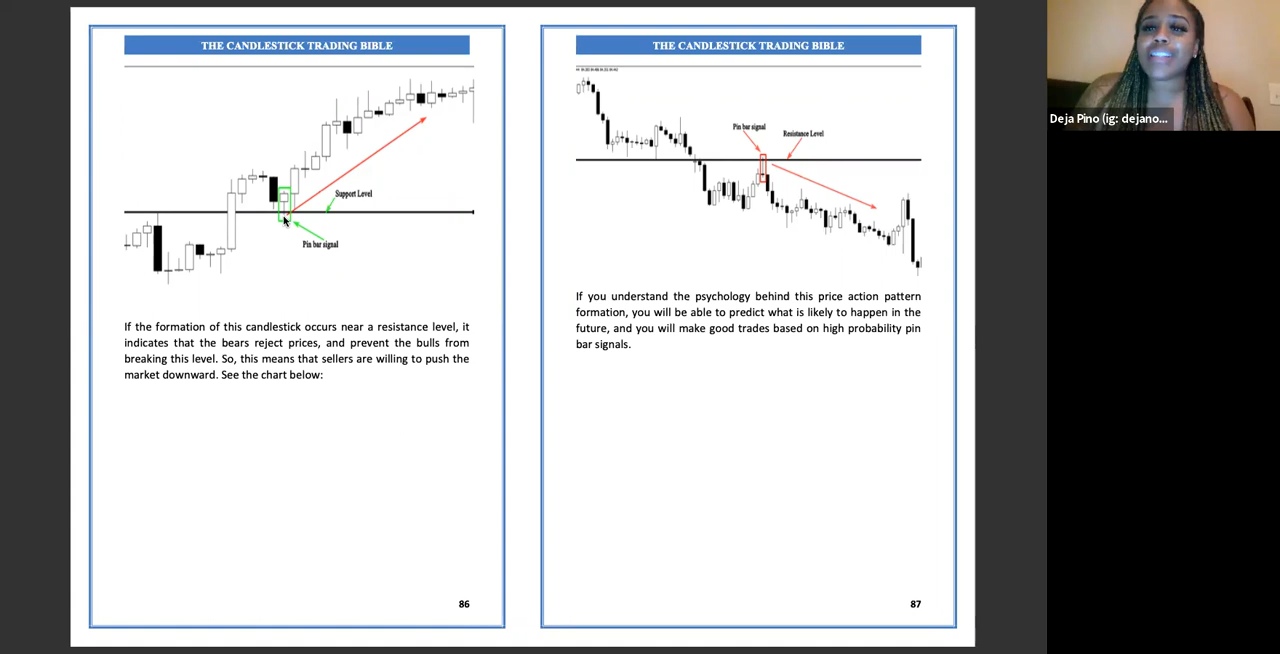 THE CANDLESTICK TRADING BIBLE
Support Level
Pin bar signal
If the formation of this candlestick occurs near a resistance level, it
indicates that the bears reject prices, and prevent the bulls from
breaking this level. So, this means that sellers are willing to push the
market downward. See the chart below:
86
THE CANDLESTICK TRADING BIBLE
Pin bar signal
Resistance Level
If you understand the psychology behind this price action pattern
formation, you will be able to predict what is likely to happen in the
future, and you will make good trades based on high probability pin
bar signals.
87
Deja Pino (ig: dejano...